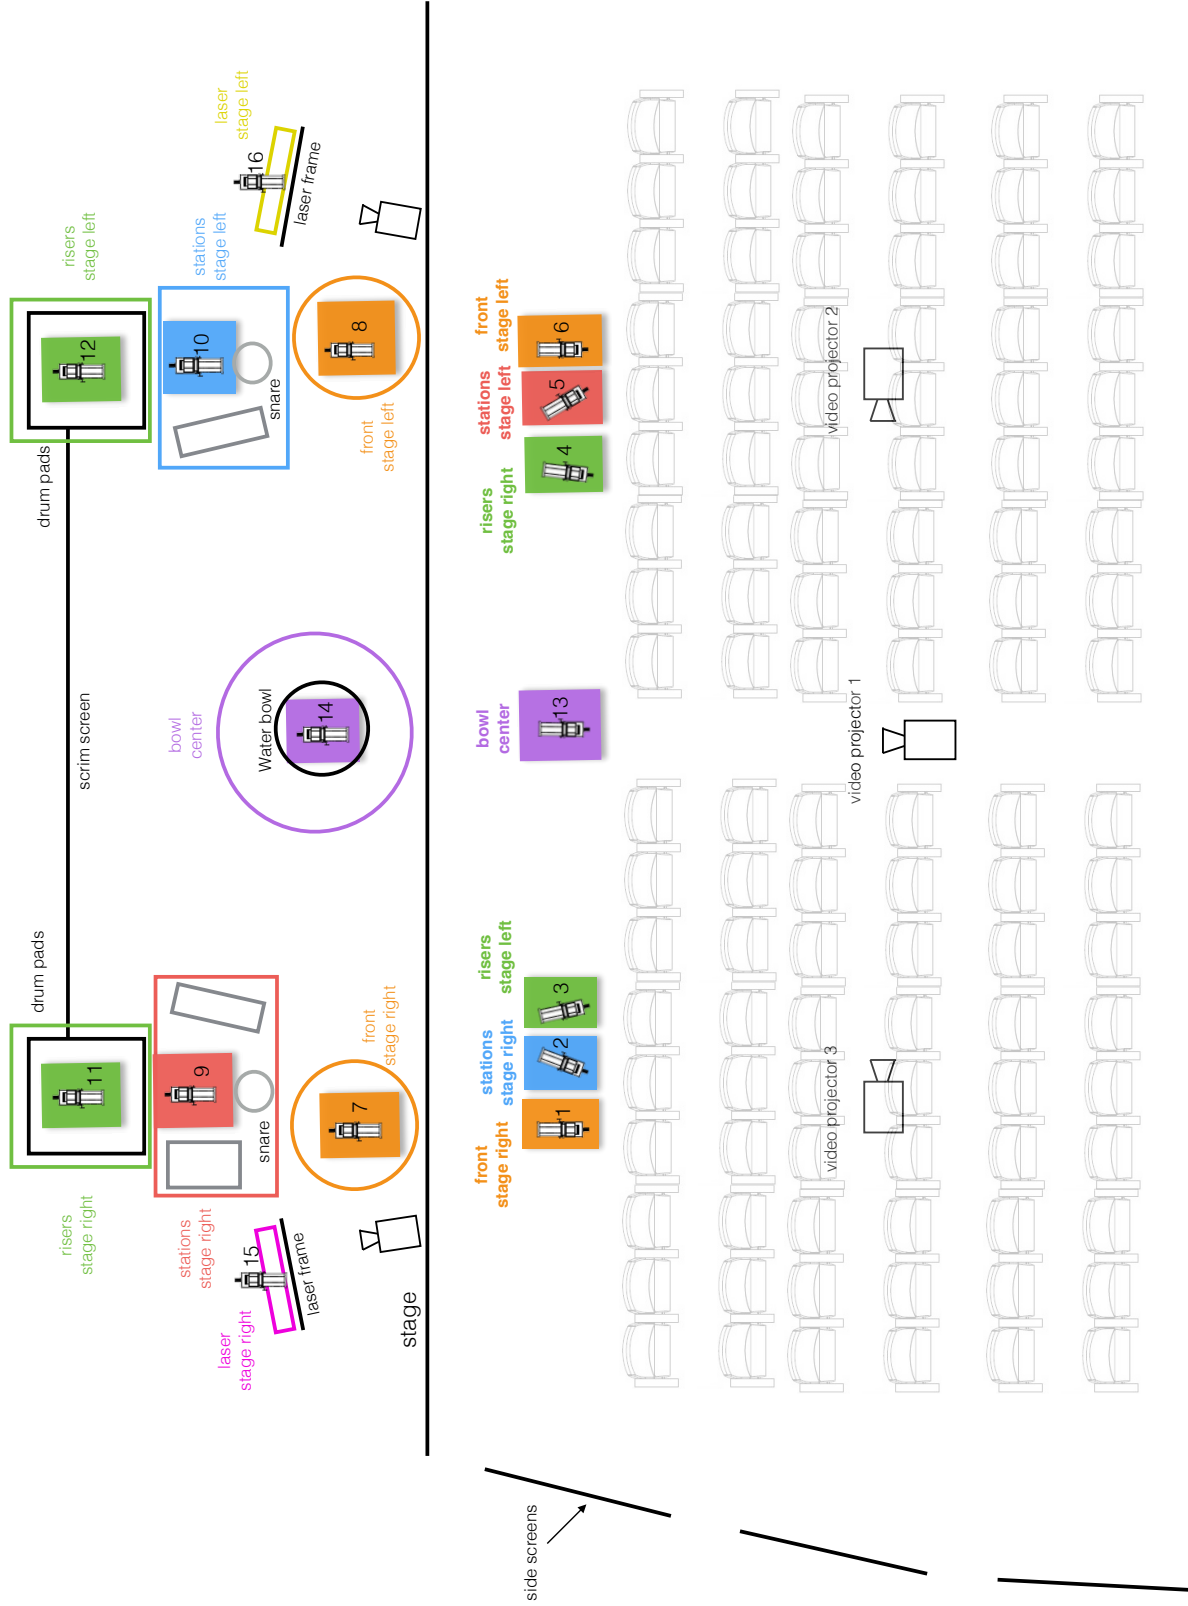 drum pads
scrim screen
drum pads
risers
stage right
11
12
risers
stage left
stations
stage right
9
snare
bowl
center
Water bowl
14
10
snare
stations
stage left
laser
stage right
15
laser frame
laser
stage left
16
laser frame
front
stage right
7
8
front
stage left
stage
front
stage right
stations
stage right
risers
stage left
bowl
center
risers
stage right
stations
stage left
front
stage left
1
2
3
13
4
5
6
side screens
video projector 3
video projector 1
video projector 2